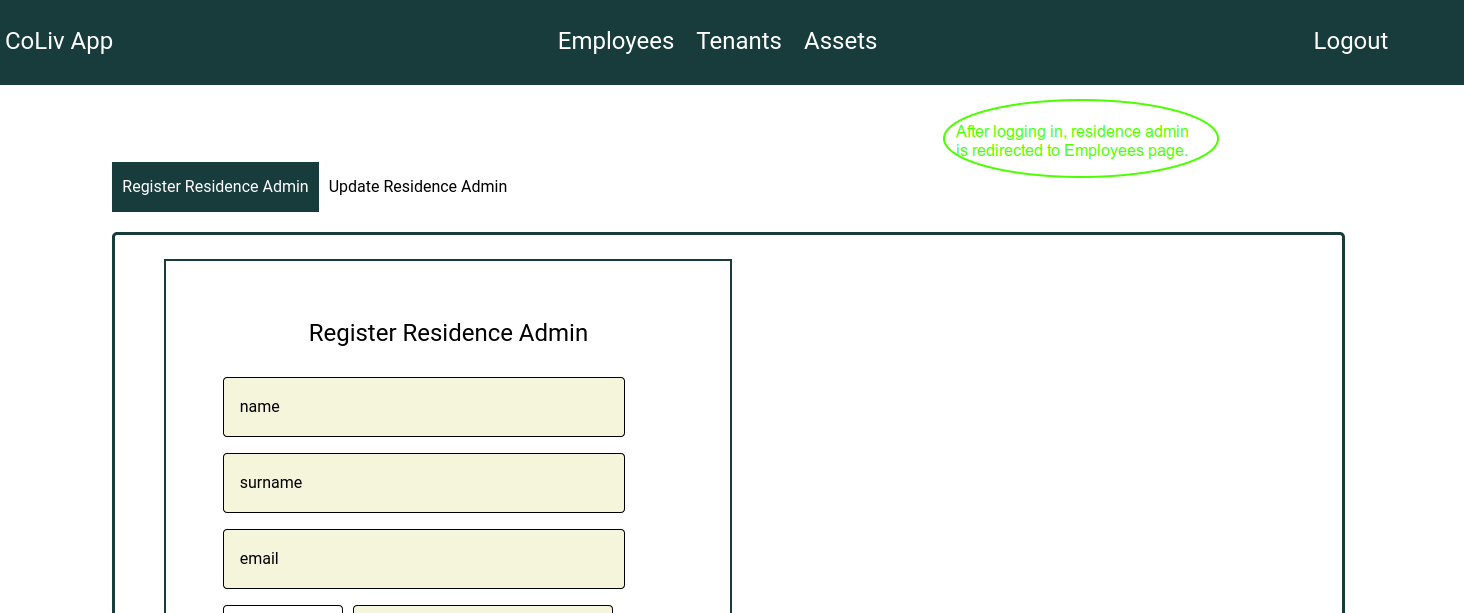 CoLiv App
Employees Tenants Assets
Logout
After logging in, residence admin
is redirected to Employees page.
Register Residence Admin
Update Residence Admin
Register Residence Admin
name
surname
email